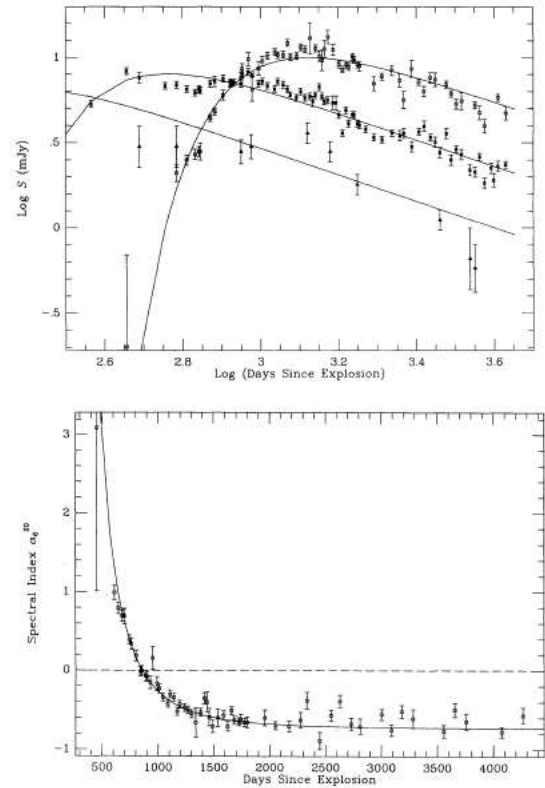 Log S (mJy)
1
.5
0
-.5
2.6 2.8 3 3.2 3.4 3.6
Log (Days Since Explosion)
Spectral Index α₆²⁰
3
2
1
0
-1
500 1000 1500 2000 2500 3000 3500 4000
Days Since Explosion